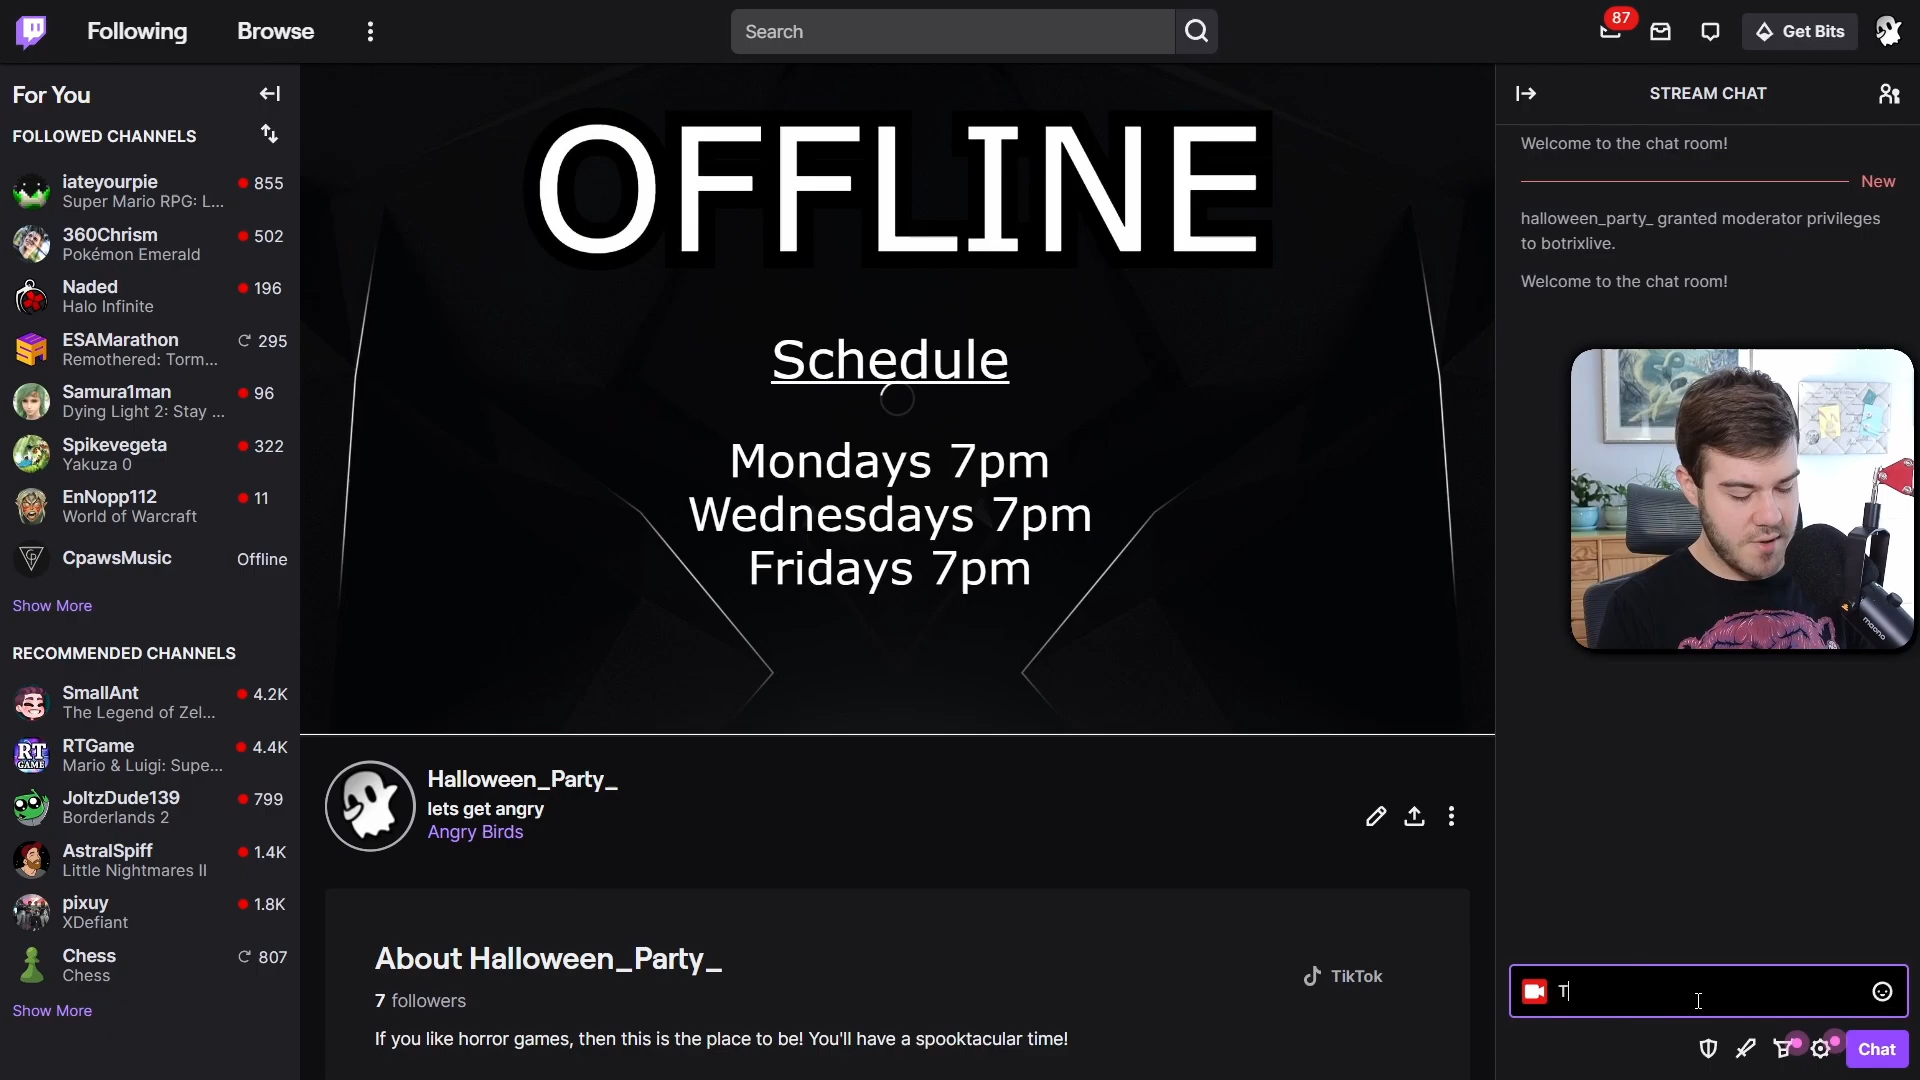 Following
Browse
Search
87
Get Bits
For You
FOLLOWED CHANNELS
iateyourpie
855
Super Mario RPG: L...
360Chrism
502
Pokémon Emerald
Naded
196
Halo Infinite
ESAMarathon
295
Remothered: Torm...
Samura1man
96
Dying Light 2: Stay ...
Spikevegeta
322
Yakuza 0
EnNopp112
11
World of Warcraft
CpawsMusic
Offline
Show More
RECOMMENDED CHANNELS
SmallAnt
4.2K
The Legend of Zel...
RTGame
4.4K
Mario & Luigi: Supe...
JoltzDude139
799
Borderlands 2
AstralSpiff
1.4K
Little Nightmares II
pixuy
1.8K
XDefiant
Chess
807
Chess
Show More
OFFLINE
Schedule
Mondays 7pm
Wednesdays 7pm
Fridays 7pm
Halloween_Party_
lets get angry
Angry Birds
About Halloween_Party_
TikTok
7 followers
If you like horror games, then this is the place to be! You'll have a spooktacular time!
STREAM CHAT
Welcome to the chat room!
New
halloween_party_ granted moderator privileges
to botrixlive.
Welcome to the chat room!
moono
T
Chat
RT
GAME